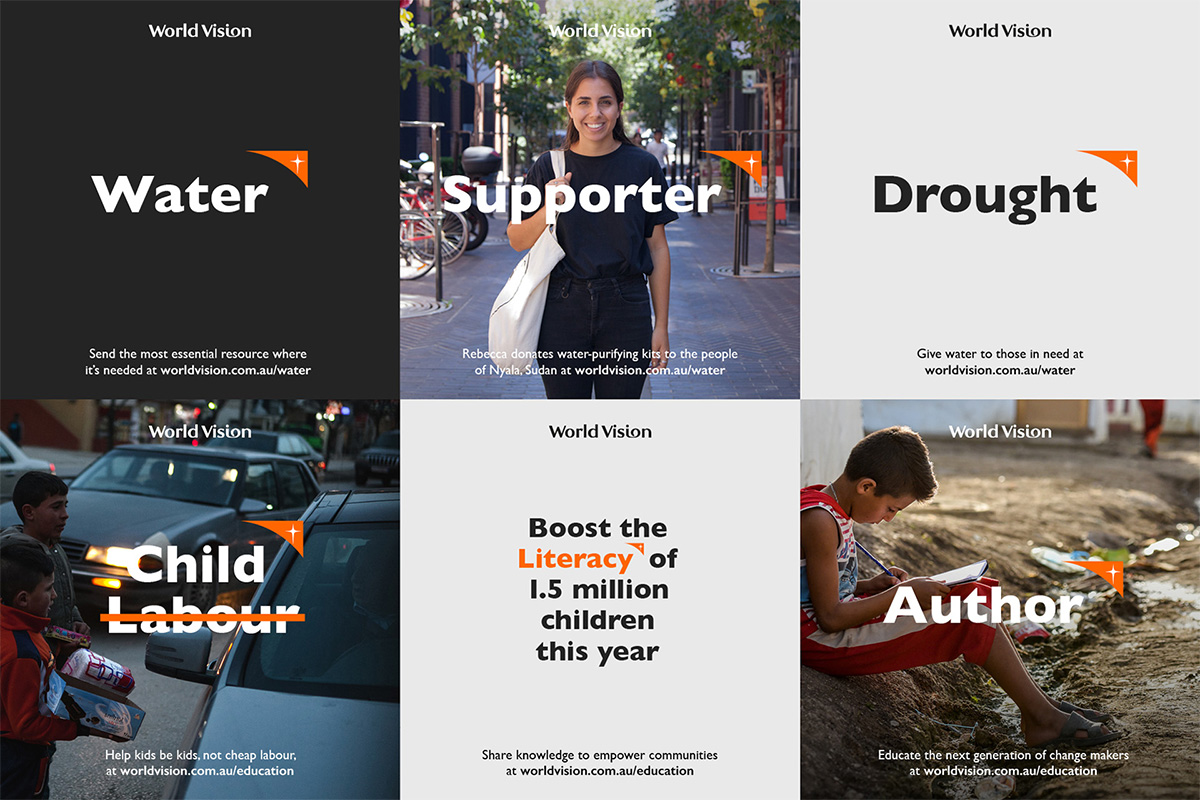 World Vision
Water
Send the most essential resource where
it's needed at worldvision.com.au/water
World Vision
Supporter
Rebecca donates water-purifying kits to the people
of Nyala, Sudan at worldvision.com.au/water
World Vision
Drought
Give water to those in need at
worldvision.com.au/water
World Vision
Child
Labour
Help kids be kids, not cheap labour,
at worldvision.com.au/education
World Vision
Boost the
Literacy of
1.5 million
children
this year
Share knowledge to empower communities
at worldvision.com.au/education
World Vision
Author
Educate the next generation of change makers
at worldvision.com.au/education